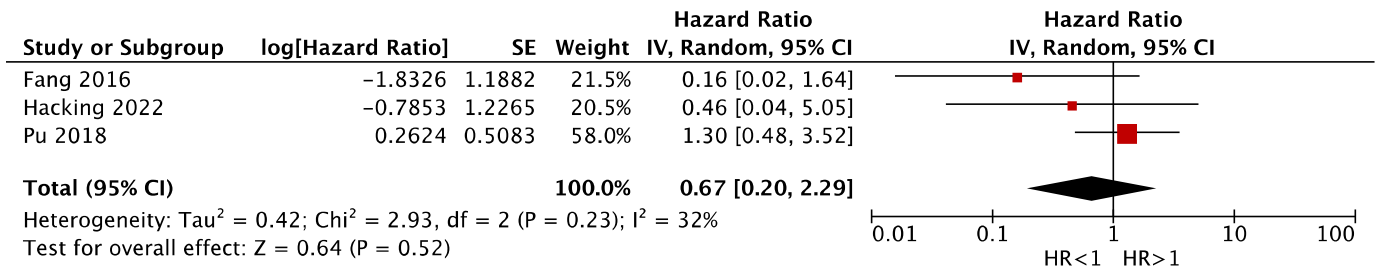 Hazard Ratio Hazard Ratio
Study or Subgroup log[Hazard Ratio] SE Weight IV, Random, 95% CI IV, Random, 95% CI
Fang 2016 −1.8326 1.1882 21.5% 0.16 [0.02, 1.64]
Hacking 2022 −0.7853 1.2265 20.5% 0.46 [0.04, 5.05]
Pu 2018 0.2624 0.5083 58.0% 1.30 [0.48, 3.52]
Total (95% CI) 100.0% 0.67 [0.20, 2.29]
Heterogeneity: Tau² = 0.42; Chi² = 2.93, df = 2 (P = 0.23); I² = 32%
Test for overall effect: Z = 0.64 (P = 0.52)
0.01 0.1 1 10 100
HR<1 HR>1